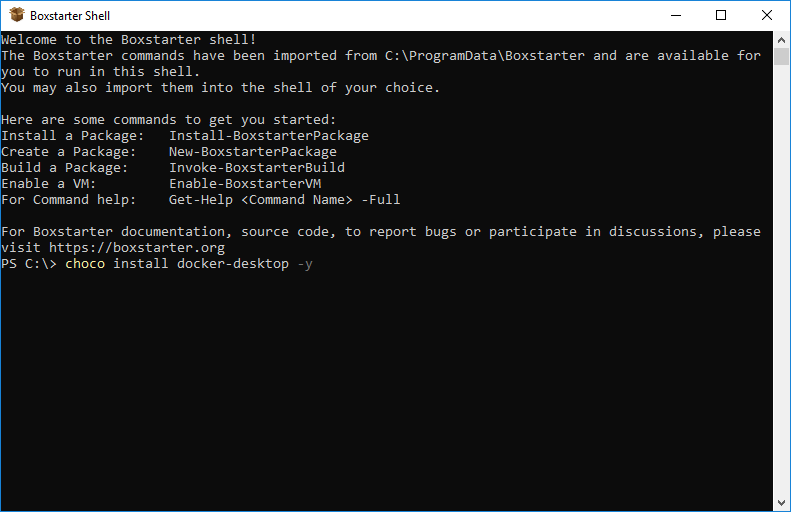 Boxstarter Shell
Welcome to the Boxstarter shell!
The Boxstarter commands have been imported from C:\ProgramData\Boxstarter and are available for
you to run in this shell.
You may also import them into the shell of your choice.
Here are some commands to get you started:
Install a Package:   Install-BoxstarterPackage
Create a Package:    New-BoxstarterPackage
Build a Package:     Invoke-BoxstarterBuild
Enable a VM:         Enable-BoxstarterVM
For Command help:    Get-Help <Command Name> -Full
For Boxstarter documentation, source code, to report bugs or participate in discussions, please
visit https://boxstarter.org
PS C:\> choco install docker-desktop -y